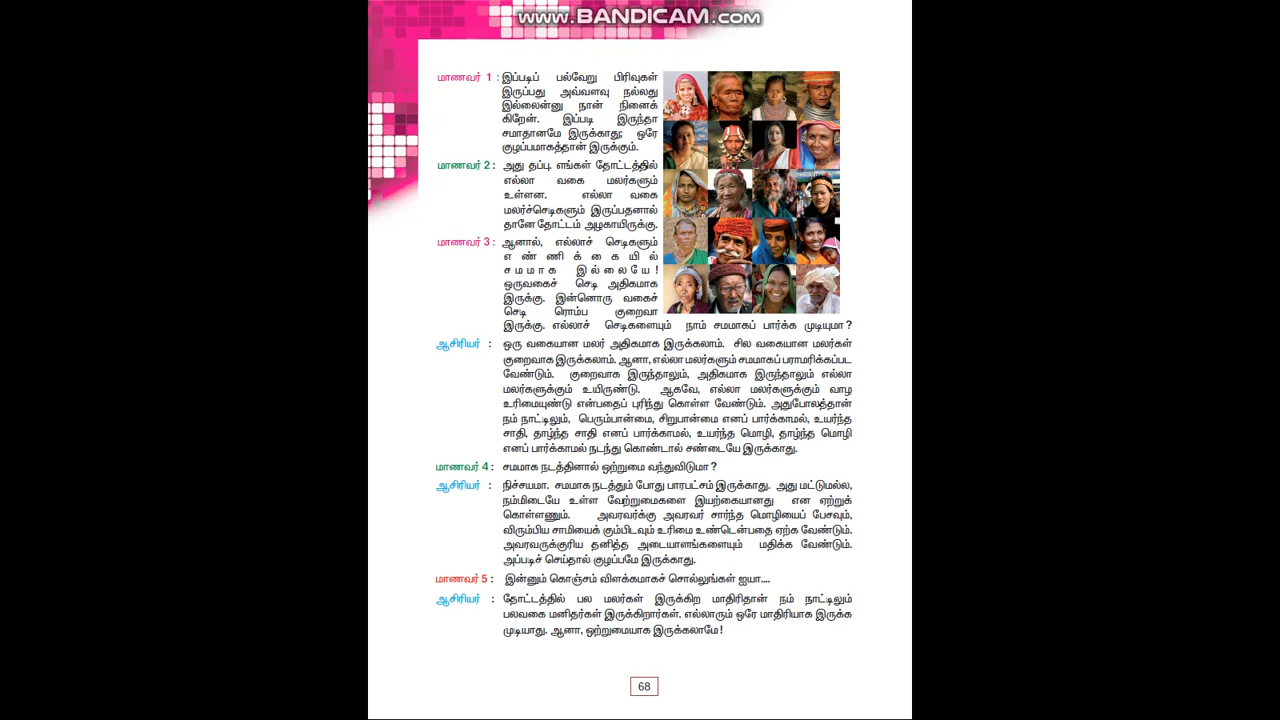 www.BANDICAM.com
மாணவர் 1 : இப்படிப் பல்வேறு பிரிவுகள்
இருப்பது அவ்வளவு நல்லது
இல்லைன்னு நான் நினைக்
கிறேன். இப்படி இருந்தா
சமாதானமே இருக்காது; ஒரே
குழப்பமாகத்தான் இருக்கும்.
மாணவர் 2 : அது தப்பு. எங்கள் தோட்டத்தில்
எல்லா வகை மலர்களும்
உள்ளன. எல்லா வகை
மலர்ச்செடிகளும் இருப்பதனால்
தானே தோட்டம் அழகாயிருக்கு.
மாணவர் 3 : ஆனால், எல்லாச் செடிகளும்
எண்ணிக்கையில்
சமமாக இல்லையே!
ஒருவகைச் செடி அதிகமாக
இருக்கு. இன்னொரு வகைச்
செடி ரொம்ப குறைவா
இருக்கு. எல்லாச் செடிகளையும் நாம் சமமாகப் பார்க்க முடியுமா ?
ஆசிரியர் : ஒரு வகையான மலர் அதிகமாக இருக்கலாம். சில வகையான மலர்கள்
குறைவாக இருக்கலாம். ஆனா, எல்லா மலர்களும் சமமாகப் பராமரிக்கப்பட
வேண்டும். குறைவாக இருந்தாலும், அதிகமாக இருந்தாலும் எல்லா
மலர்களுக்கும் உயிருண்டு. ஆகவே, எல்லா மலர்களுக்கும் வாழ
உரிமையுண்டு என்பதைப் புரிந்து கொள்ள வேண்டும். அதுபோலத்தான்
நம் நாட்டிலும், பெரும்பான்மை, சிறுபான்மை எனப் பார்க்காமல், உயர்ந்த
சாதி, தாழ்ந்த சாதி எனப் பார்க்காமல், உயர்ந்த மொழி, தாழ்ந்த மொழி
எனப் பார்க்காமல் நடந்து கொண்டால் சண்டையே இருக்காது.
மாணவர் 4 : சமமாக நடத்தினால் ஒற்றுமை வந்துவிடுமா ?
ஆசிரியர் : நிச்சயமா. சமமாக நடத்தும் போது பாரபட்சம் இருக்காது. அது மட்டுமல்ல,
நம்மிடையே உள்ள வேற்றுமைகளை இயற்கையானது என ஏற்றுக்
கொள்ளணும். அவரவர்க்கு அவரவர் சார்ந்த மொழியைப் பேசவும்,
விரும்பிய சாமியைக் கும்பிடவும் உரிமை உண்டென்பதை ஏற்க வேண்டும்.
அவரவருக்குரிய தனித்த அடையாளங்களையும் மதிக்க வேண்டும்.
அப்படிச் செய்தால் குழப்பமே இருக்காது.
மாணவர் 5 : இன்னும் கொஞ்சம் விளக்கமாகச் சொல்லுங்கள் ஐயா....
ஆசிரியர் : தோட்டத்தில் பல மலர்கள் இருக்கிற மாதிரிதான் நம் நாட்டிலும்
பலவகை மனிதர்கள் இருக்கிறார்கள். எல்லாரும் ஒரே மாதிரியாக இருக்க
முடியாது. ஆனா, ஒற்றுமையாக இருக்கலாமே !
68